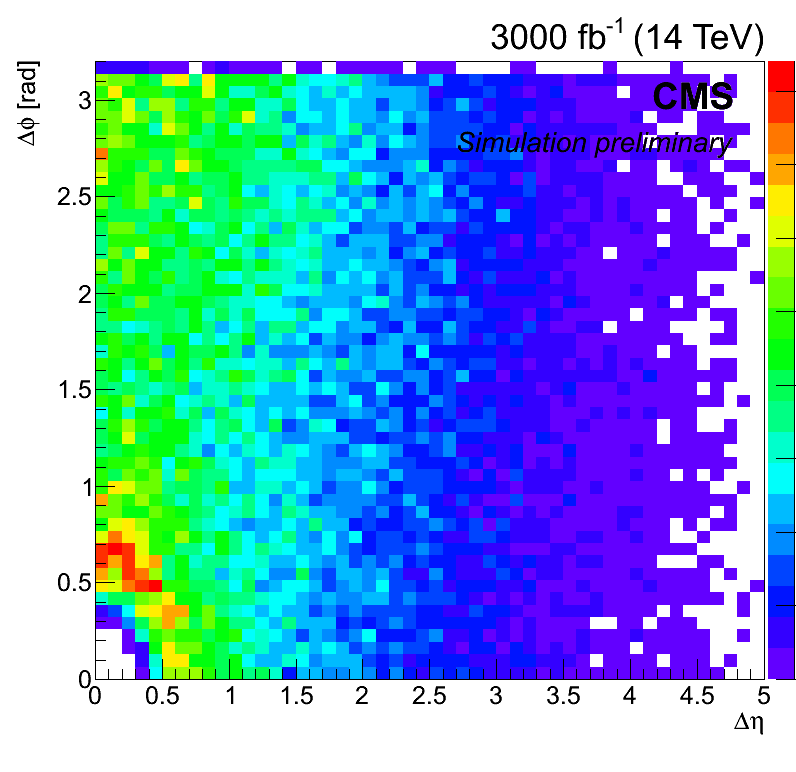 3000 fb-1 (14 TeV)
Δϕ [rad]
CMS
Simulation preliminary
3
2.5
2
1.5
1
0.5
0
0 0.5 1 1.5 2 2.5 3 3.5 4 4.5 5
Δη